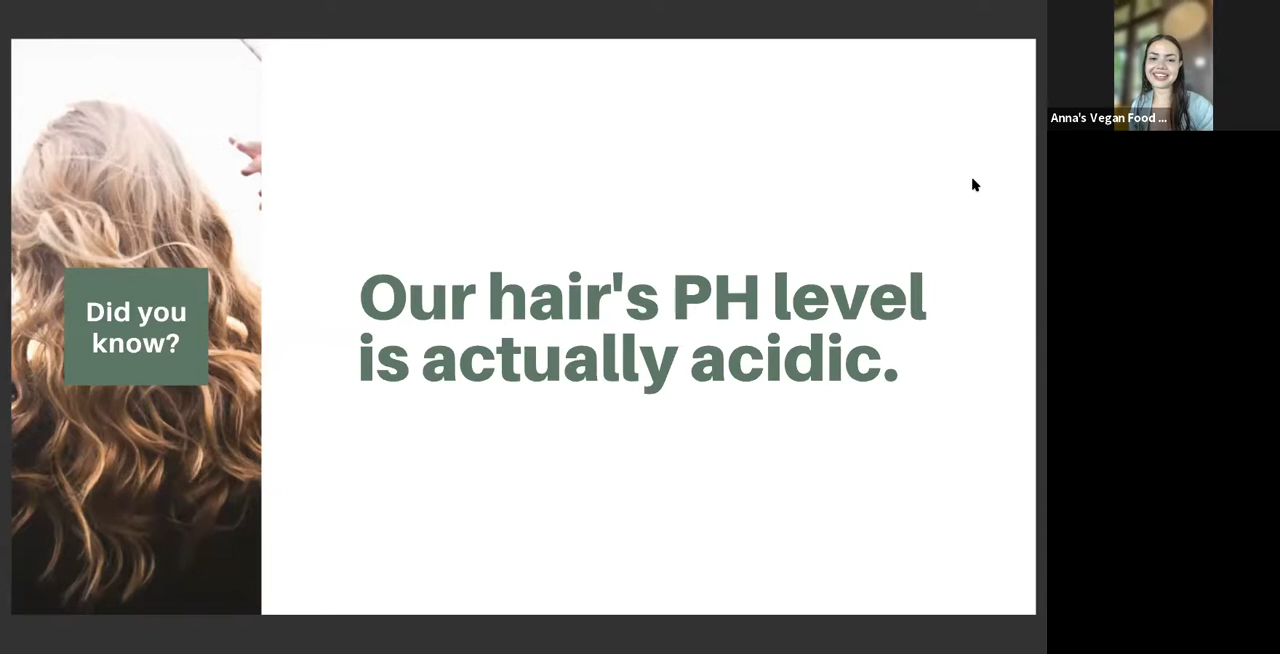 Did you
know?
Our hair's PH level
is actually acidic.
Anna's Vegan Food ...